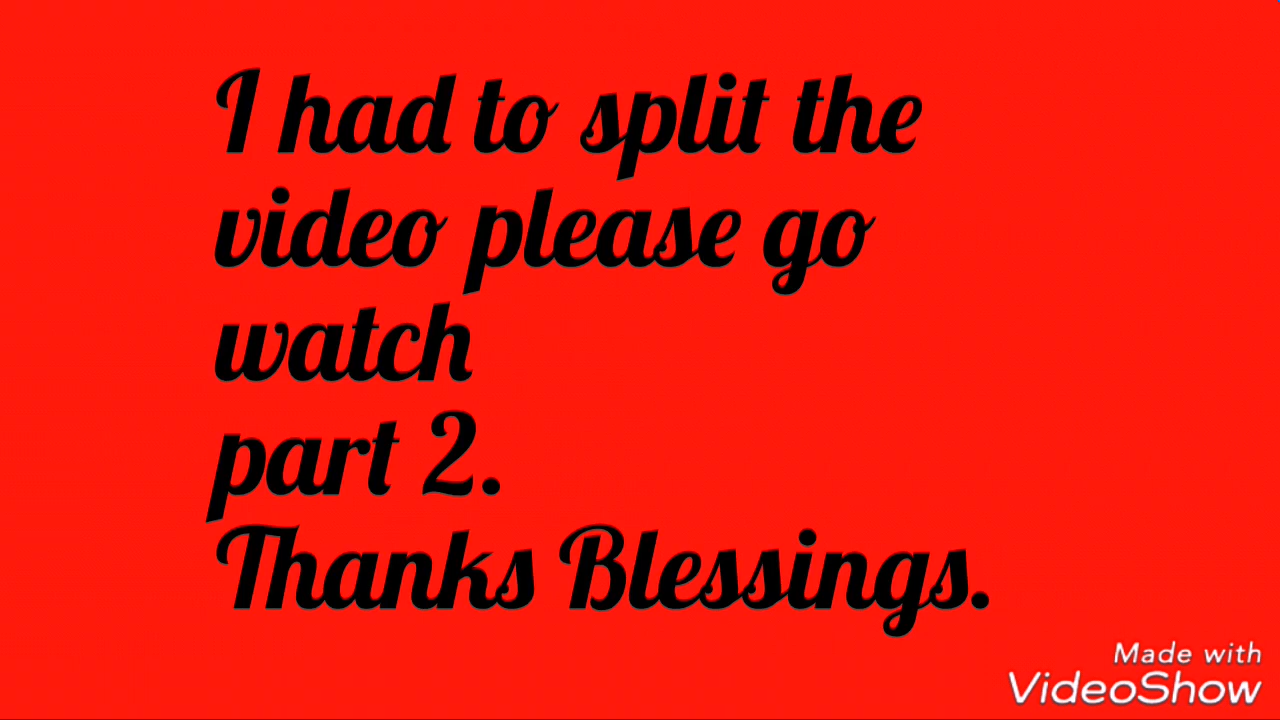 I had to split the
video please go
watch
part 2.
Thanks Blessings.
Made with
VideoShow